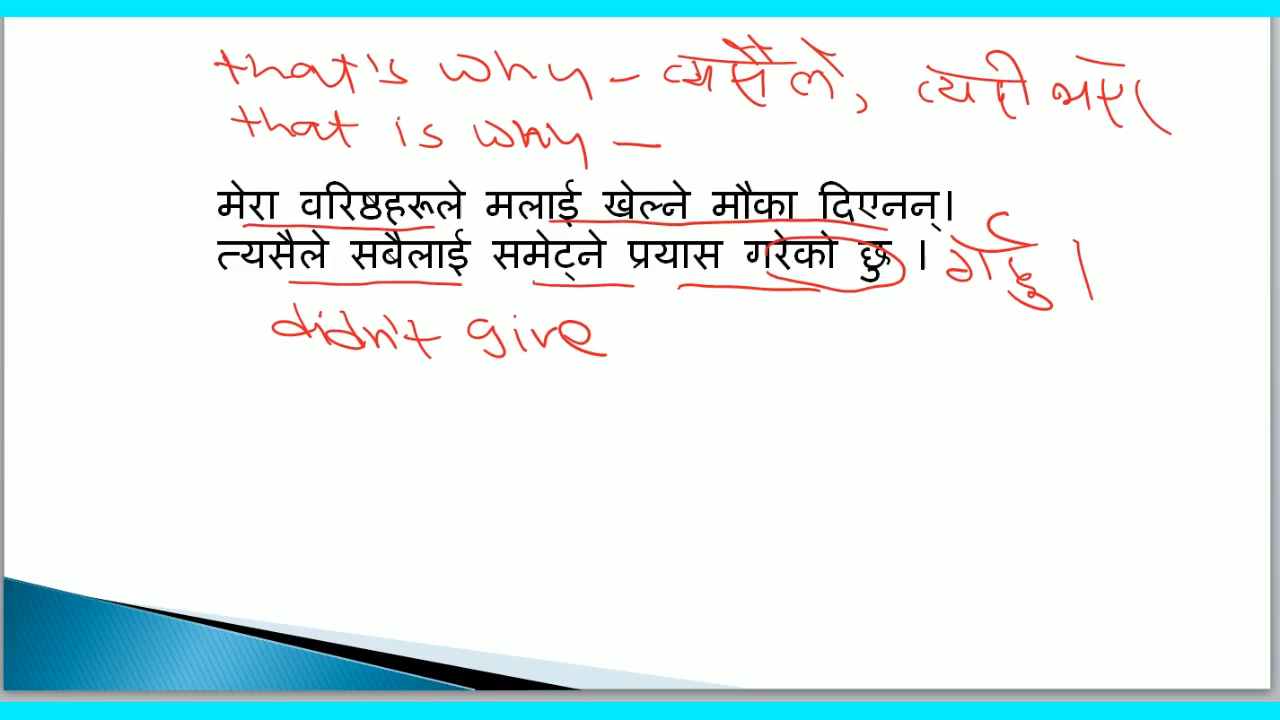 that's why – त्यसैले, त्यही भएर
that is why –
मेरा वरिष्ठहरूले मलाई खेल्ने मौका दिएनन्।
त्यसैले सबैलाई समेट्ने प्रयास गरेको छु । गर्छु ।
didn't give